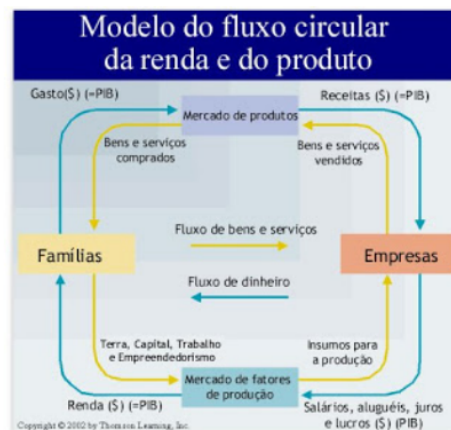 Modelo do fluxo circular
da renda e do produto
Gasto($) (=PIB)
Receitas ($) (=PIB)
Mercado de produtos
Bens e serviços
comprados
Bens e serviços
vendidos
Fluxo de bens e serviços
Famílias
Empresas
Fluxo de dinheiro
Terra, Capital, Trabalho
e Empreendedorismo
Insumos para
a produção
Mercado de fatores
de produção
Renda ($) (=PIB)
Salários, aluguéis, juros
e lucros ($) (PIB)
Copyright © 2002 by Thomson Learning, Inc.